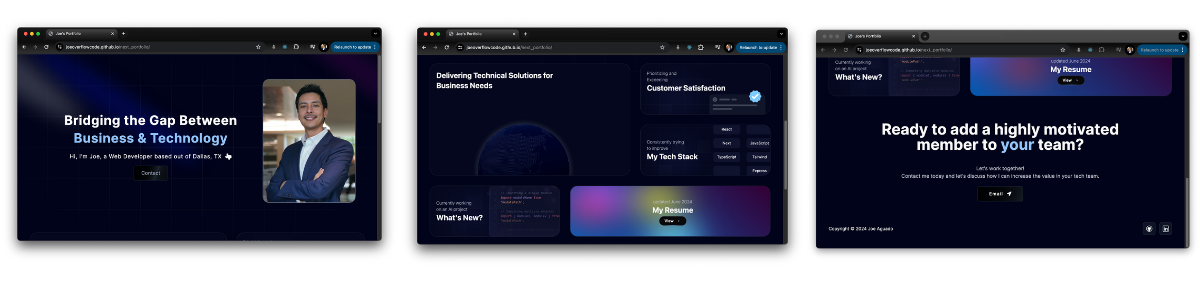 Joe's Portfolio
joeoverflowcode.github.io/next_portfolio/
Relaunch to update
Bridging the Gap Between
Business & Technology
Hi, I'm Joe, a Web Developer based out of Dallas, TX
Contact
Joe's Portfolio
joeoverflowcode.github.io/next_portfolio/
Relaunch to update
Delivering Technical Solutions for
Business Needs
Prioritizing and
Exceeding
Customer Satisfaction
Consistently trying
to improve
My Tech Stack
React
Next
JavaScript
TypeScript
Tailwind
Express
Currently working
on an AI project
What's New?
updated June 2024
My Resume
View
Joe's Portfolio
joeoverflowcode.github.io/next_portfolio/
Relaunch to update
Currently working
on an AI project
What's New?
updated June 2024
My Resume
View
Ready to add a highly motivated
member to your team?
Let's work together!
Contact me today and let's discuss how I can increase the value in your tech team.
Email
Copyright © 2024 Joe Aguado